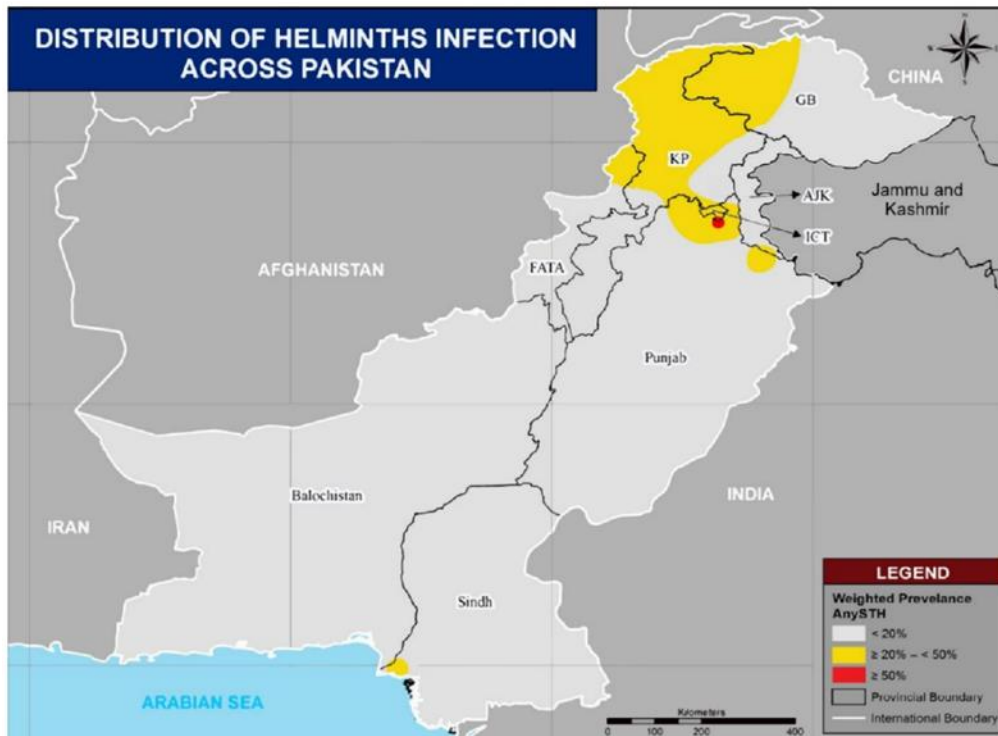 DISTRIBUTION OF HELMINTHS INFECTION
ACROSS PAKISTAN
CHINA
GB
KP
AJK
Jammu and
Kashmir
ICT
AFGHANISTAN
FATA
Punjab
Balochistan
INDIA
IRAN
Sindh
ARABIAN SEA
Kilometers
0 100 200 400
LEGEND
Weighted Prevelance
AnySTH
< 20%
≥ 20% – < 50%
≥ 50%
Provincial Boundary
International Boundary